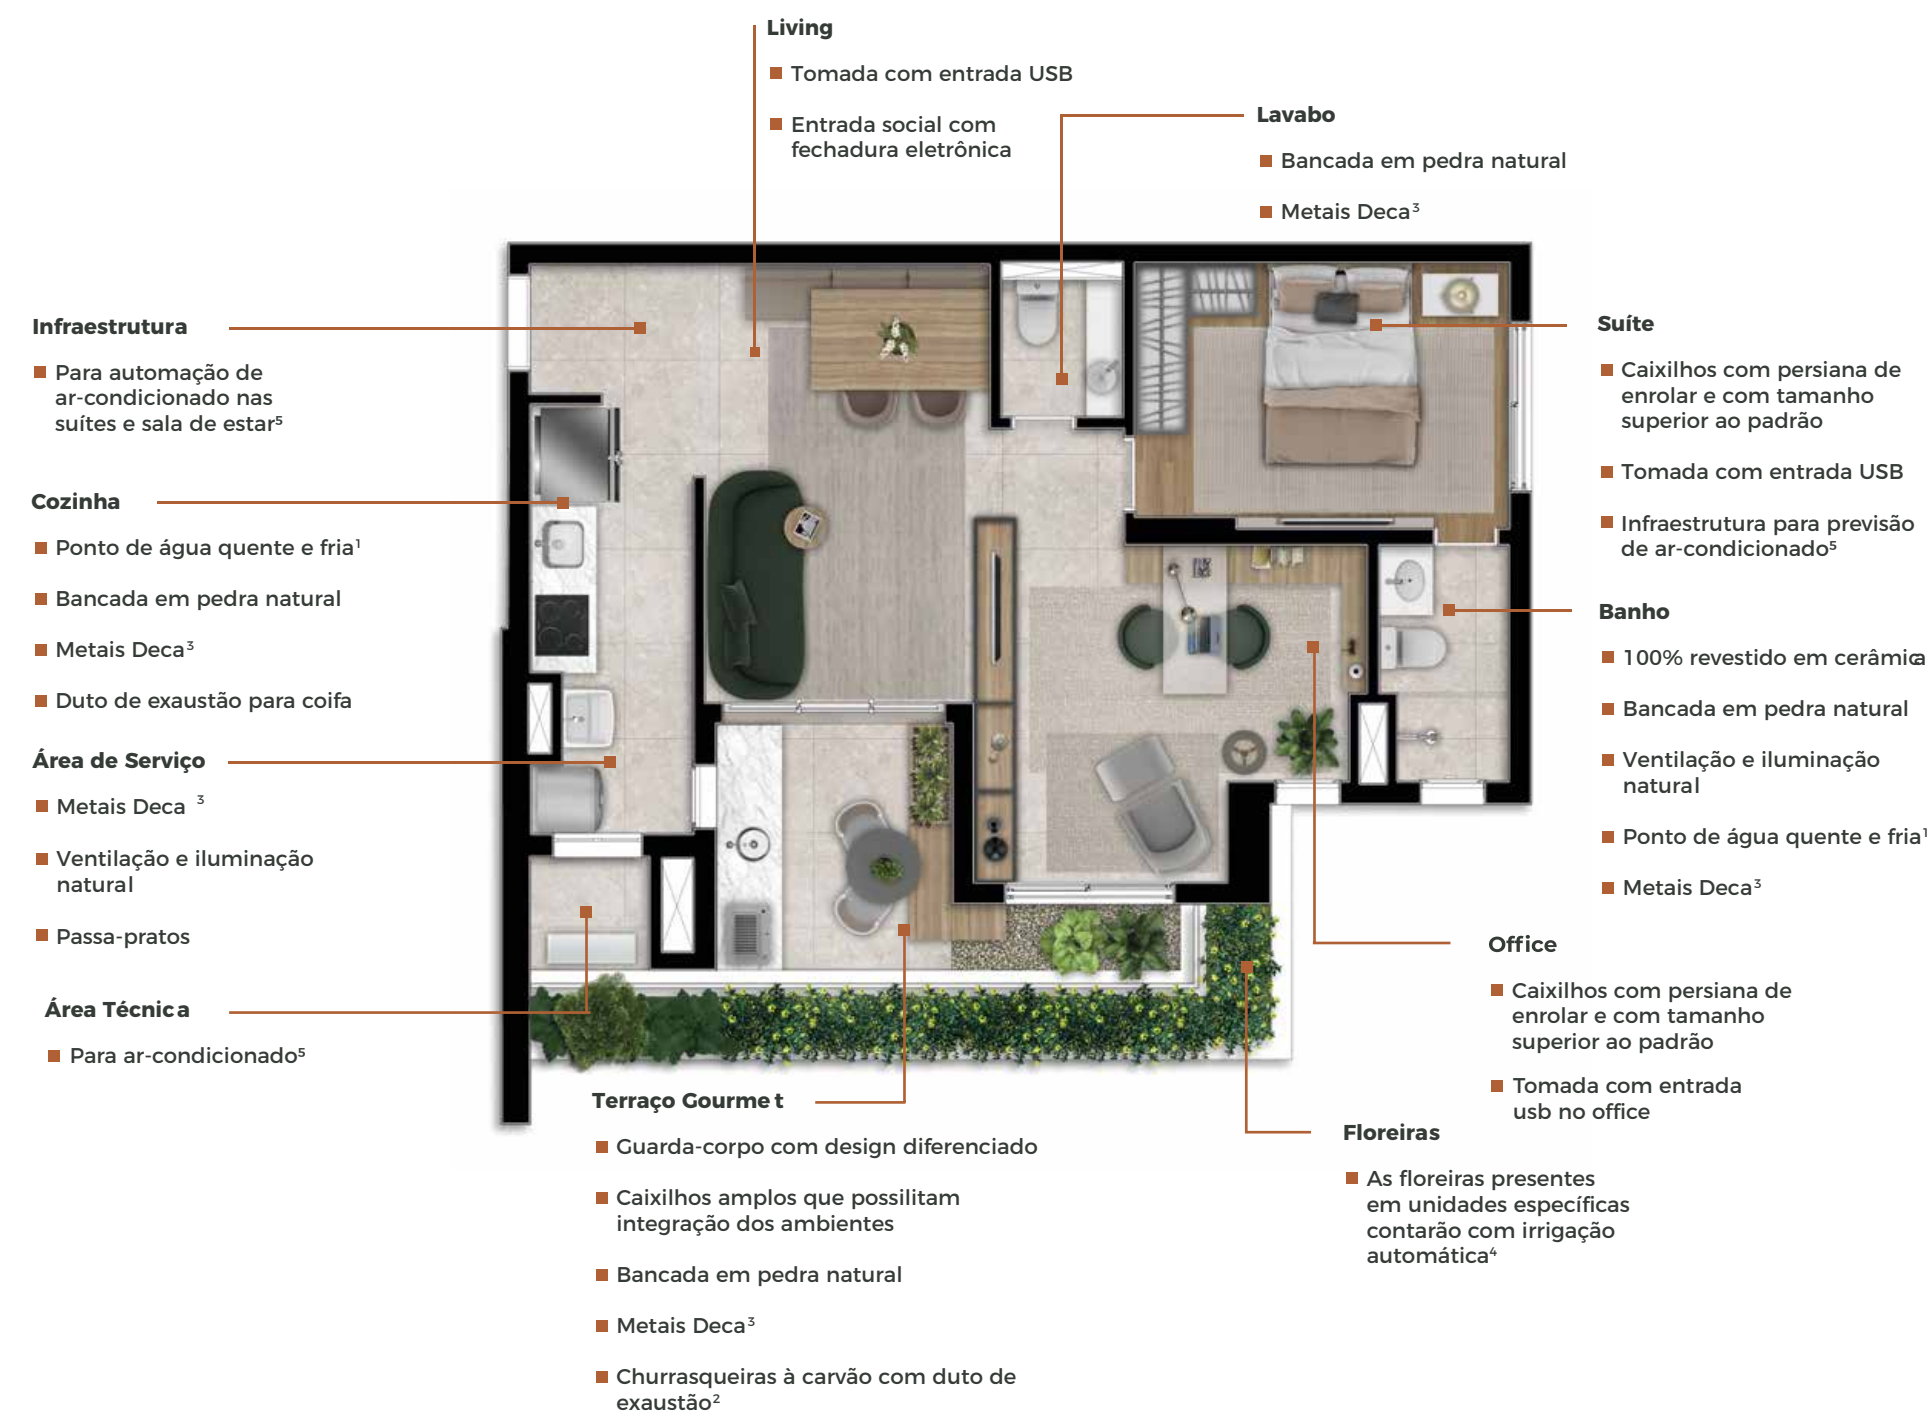 Living
Tomada com entrada USB
Entrada social com
fechadura eletrônica
Lavabo
Bancada em pedra natural
Metais Deca³
Infraestrutura
Para automação de
ar-condicionado nas
suítes e sala de estar⁵
Cozinha
Ponto de água quente e fria¹
Bancada em pedra natural
Metais Deca³
Duto de exaustão para coifa
Área de Serviço
Metais Deca ³
Ventilação e iluminação
natural
Passa-pratos
Área Técnica
Para ar-condicionado⁵
Suíte
Caixilhos com persiana de
enrolar e com tamanho
superior ao padrão
Tomada com entrada USB
Infraestrutura para previsão
de ar-condicionado⁵
Banho
100% revestido em cerâmica
Bancada em pedra natural
Ventilação e iluminação
natural
Ponto de água quente e fria¹
Metais Deca³
Office
Caixilhos com persiana de
enrolar e com tamanho
superior ao padrão
Tomada com entrada
usb no office
Terraço Gourmet
Guarda-corpo com design diferenciado
Caixilhos amplos que possilitam
integração dos ambientes
Bancada em pedra natural
Metais Deca³
Churrasqueiras à carvão com duto de
exaustão²
Floreiras
As floreiras presentes
em unidades específicas
contarão com irrigação
automática⁴